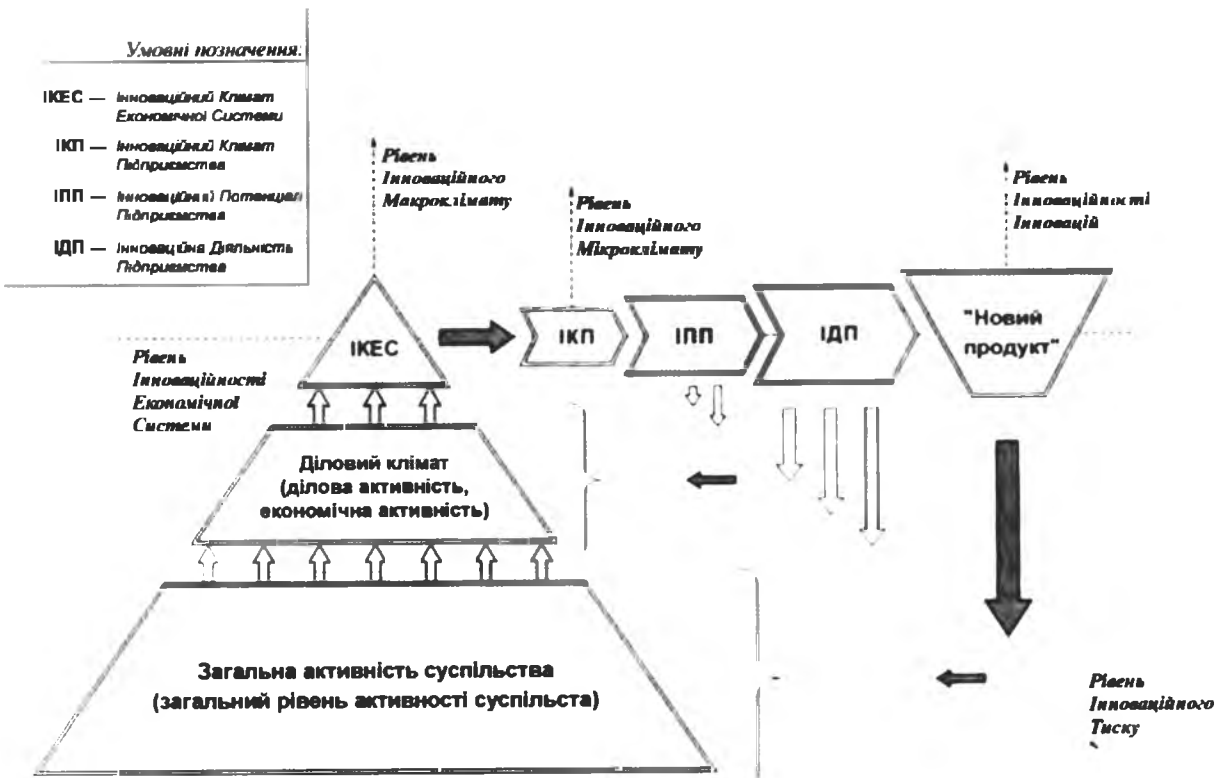 Умовні позначення:
ІКЕС — Інноваційний Клімат
Економічної Системи
ІКП — Інноваційний Клімат
Підприємства
ІПП — Інноваційний Потенціал
Підприємства
ІДП — Інноваційна Діяльність
Підприємства
Рівень
Інноваційного
Макроклімату
Рівень
Інноваційного
Мікроклімату
Рівень
Інноваційності
Інновацій
ІКЕС
ІКП
ІПП
ІДП
"Новий
продукт"
Рівень
Інноваційності
Економічної
Системи
Діловий клімат
(ділова активність,
економічна активність)
Загальна активність суспільства
(загальний рівень активності суспільста)
Рівень
Інноваційного
Тиску